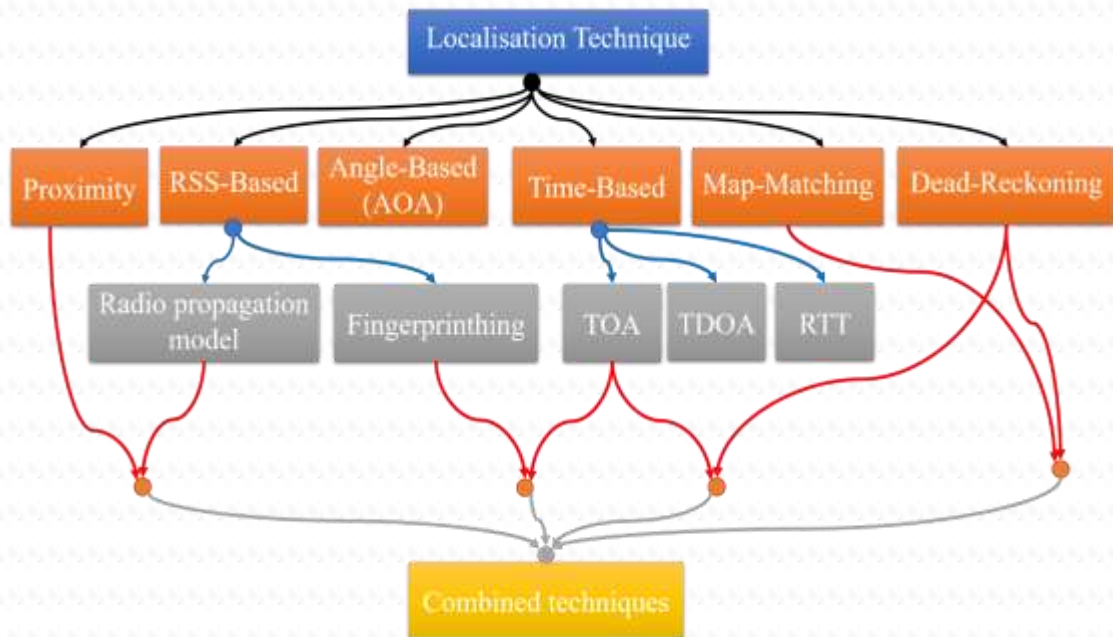 Localisation Technique
Proximity
RSS-Based
Angle-Based
(AOA)
Time-Based
Map-Matching
Dead-Reckoning
Radio propagation
model
Fingerprinthing
TOA
TDOA
RTT
Combined techniques